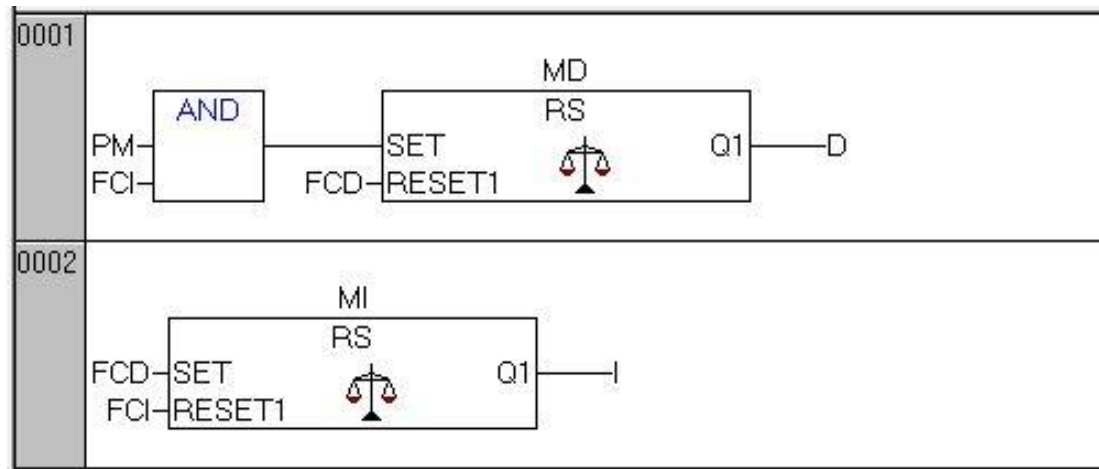 0001
MD
AND
RS
PM
SET
Q1
D
FCI
FCD
RESET1
0002
MI
RS
FCD
SET
Q1
I
FCI
RESET1